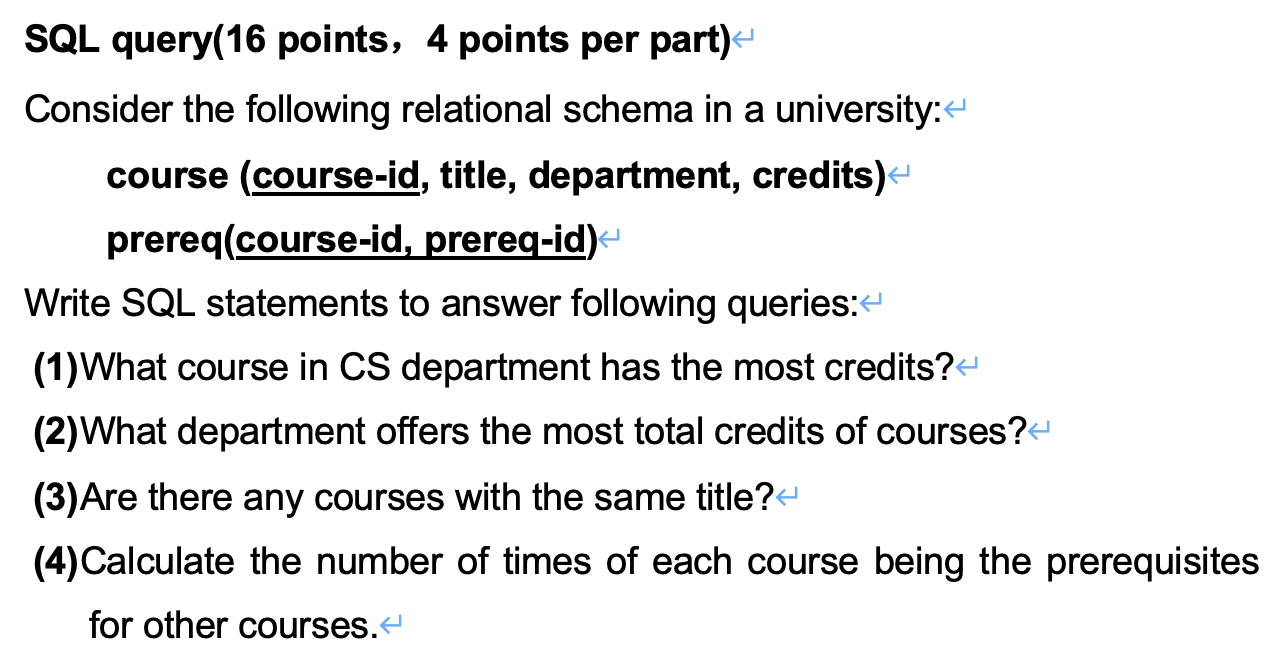 SQL query(16 points，4 points per part)↵
Consider the following relational schema in a university:↵
course (course-id, title, department, credits)↵
prereq(course-id, prereq-id)↵
Write SQL statements to answer following queries:↵
(1)What course in CS department has the most credits?↵
(2)What department offers the most total credits of courses?↵
(3)Are there any courses with the same title?↵
(4)Calculate the number of times of each course being the prerequisites
for other courses.↵